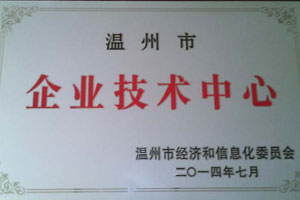 温州市
企业技术中心
温州市经济和信息化委员会
二〇一四年七月